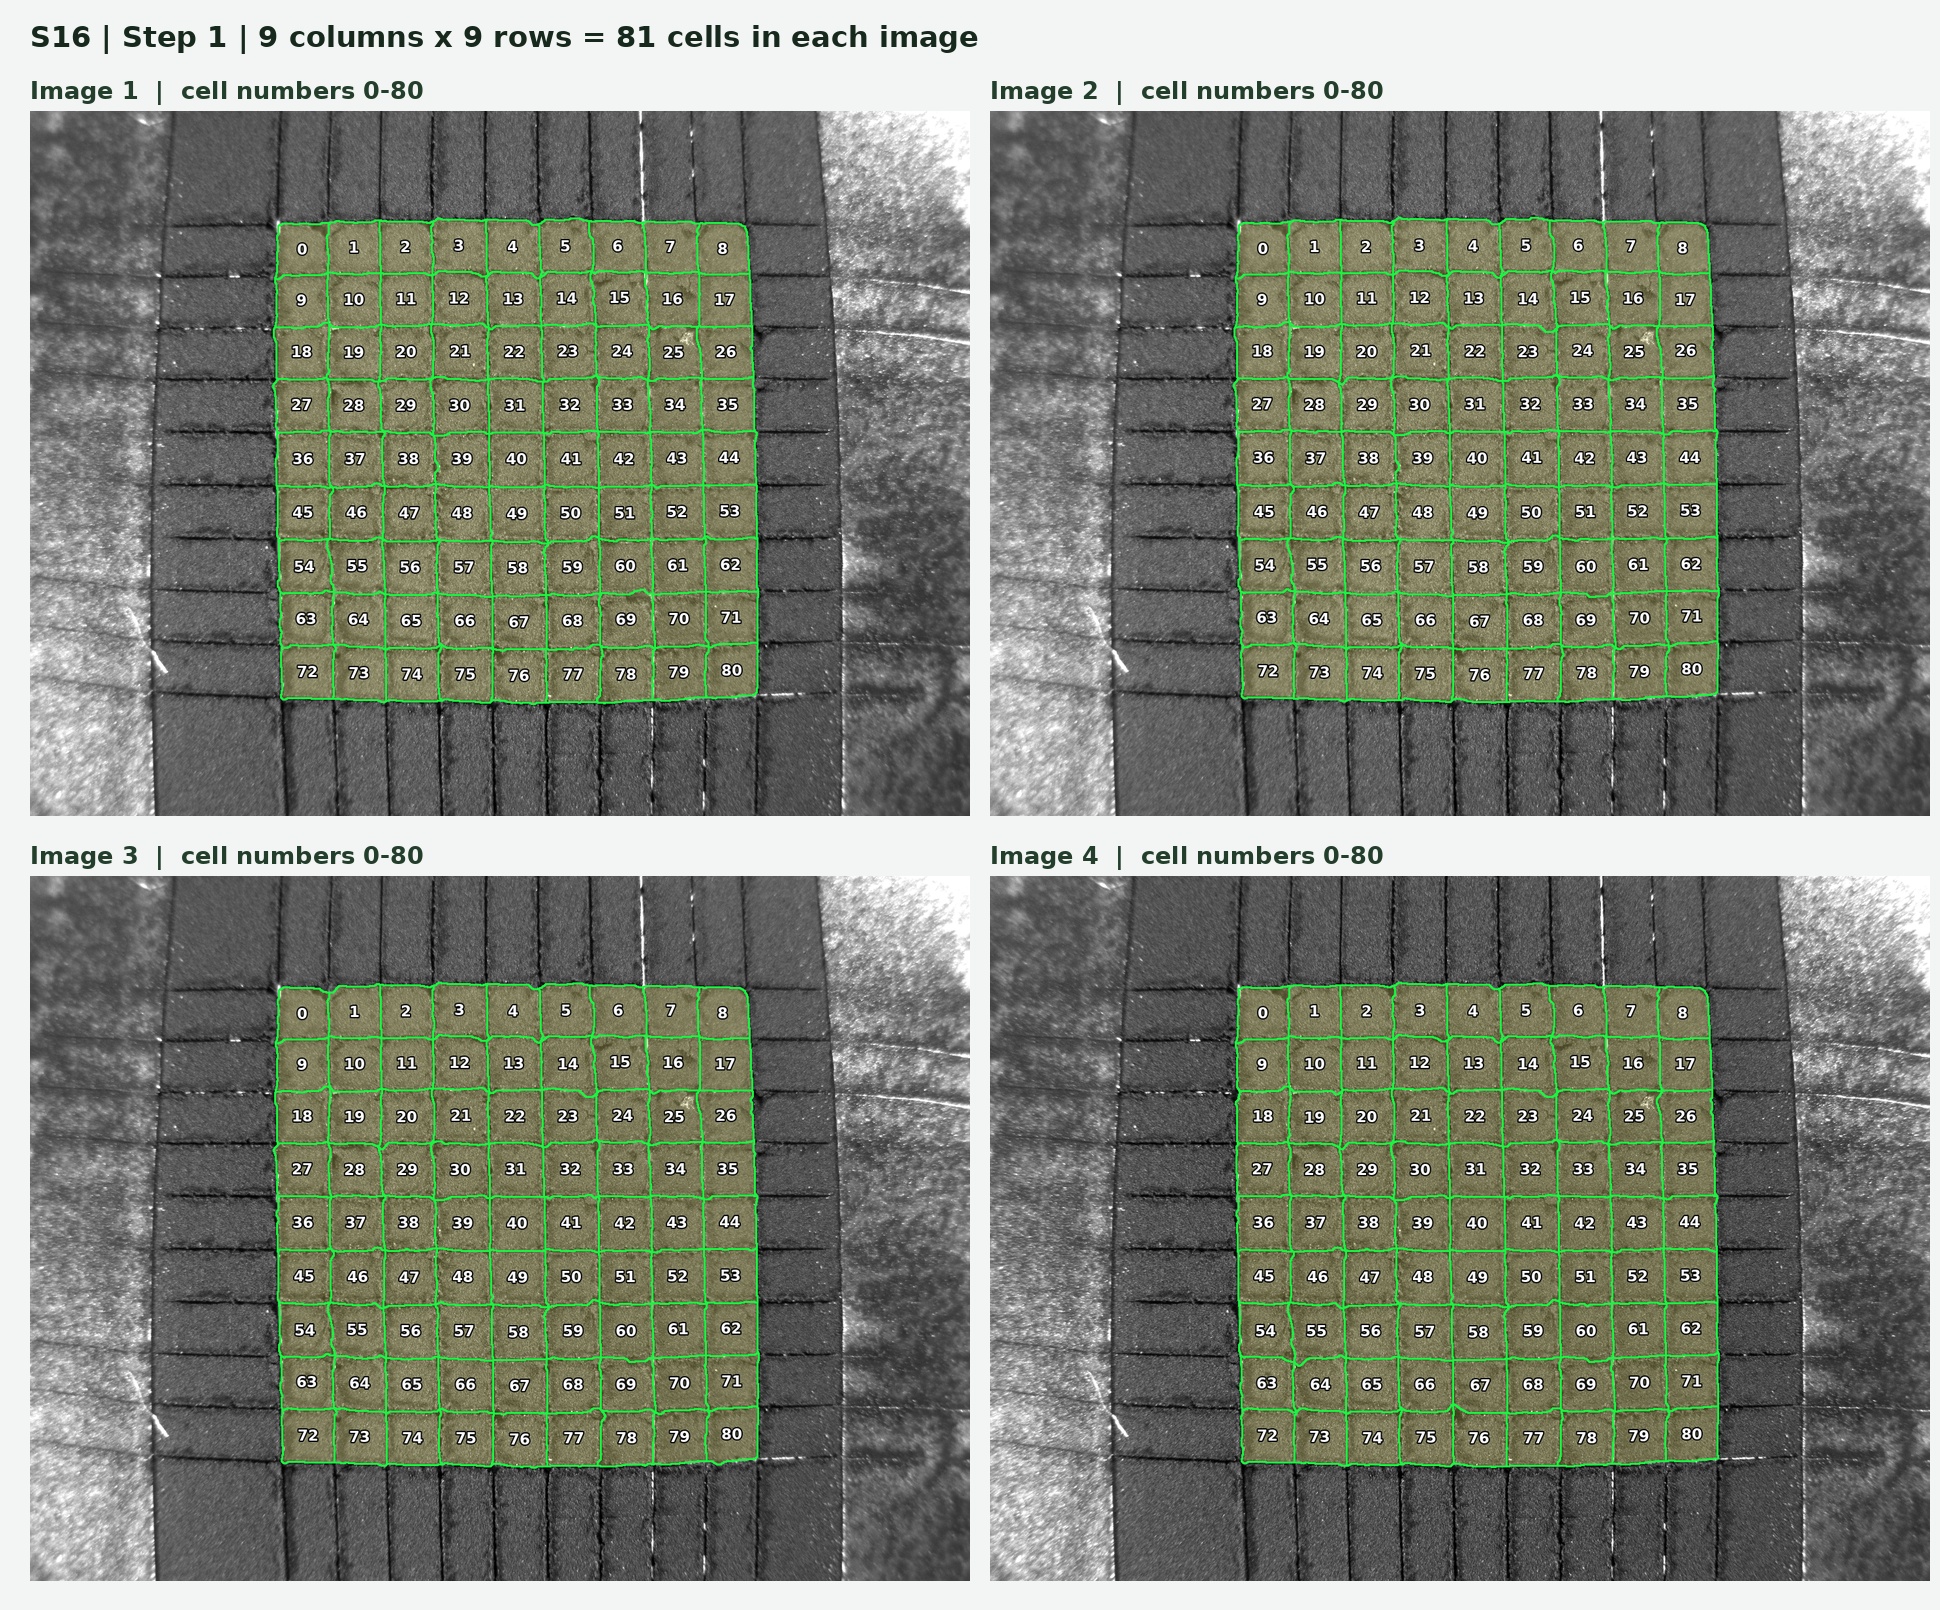 S16 | Step 1 | 9 columns x 9 rows = 81 cells in each image
Image 1 | cell numbers 0-80
0 1 2 3 4 5 6 7 8
9 10 11 12 13 14 15 16 17
18 19 20 21 22 23 24 25 26
27 28 29 30 31 32 33 34 35
36 37 38 39 40 41 42 43 44
45 46 47 48 49 50 51 52 53
54 55 56 57 58 59 60 61 62
63 64 65 66 67 68 69 70 71
72 73 74 75 76 77 78 79 80
Image 2 | cell numbers 0-80
0 1 2 3 4 5 6 7 8
9 10 11 12 13 14 15 16 17
18 19 20 21 22 23 24 25 26
27 28 29 30 31 32 33 34 35
36 37 38 39 40 41 42 43 44
45 46 47 48 49 50 51 52 53
54 55 56 57 58 59 60 61 62
63 64 65 66 67 68 69 70 71
72 73 74 75 76 77 78 79 80
Image 3 | cell numbers 0-80
0 1 2 3 4 5 6 7 8
9 10 11 12 13 14 15 16 17
18 19 20 21 22 23 24 25 26
27 28 29 30 31 32 33 34 35
36 37 38 39 40 41 42 43 44
45 46 47 48 49 50 51 52 53
54 55 56 57 58 59 60 61 62
63 64 65 66 67 68 69 70 71
72 73 74 75 76 77 78 79 80
Image 4 | cell numbers 0-80
0 1 2 3 4 5 6 7 8
9 10 11 12 13 14 15 16 17
18 19 20 21 22 23 24 25 26
27 28 29 30 31 32 33 34 35
36 37 38 39 40 41 42 43 44
45 46 47 48 49 50 51 52 53
54 55 56 57 58 59 60 61 62
63 64 65 66 67 68 69 70 71
72 73 74 75 76 77 78 79 80